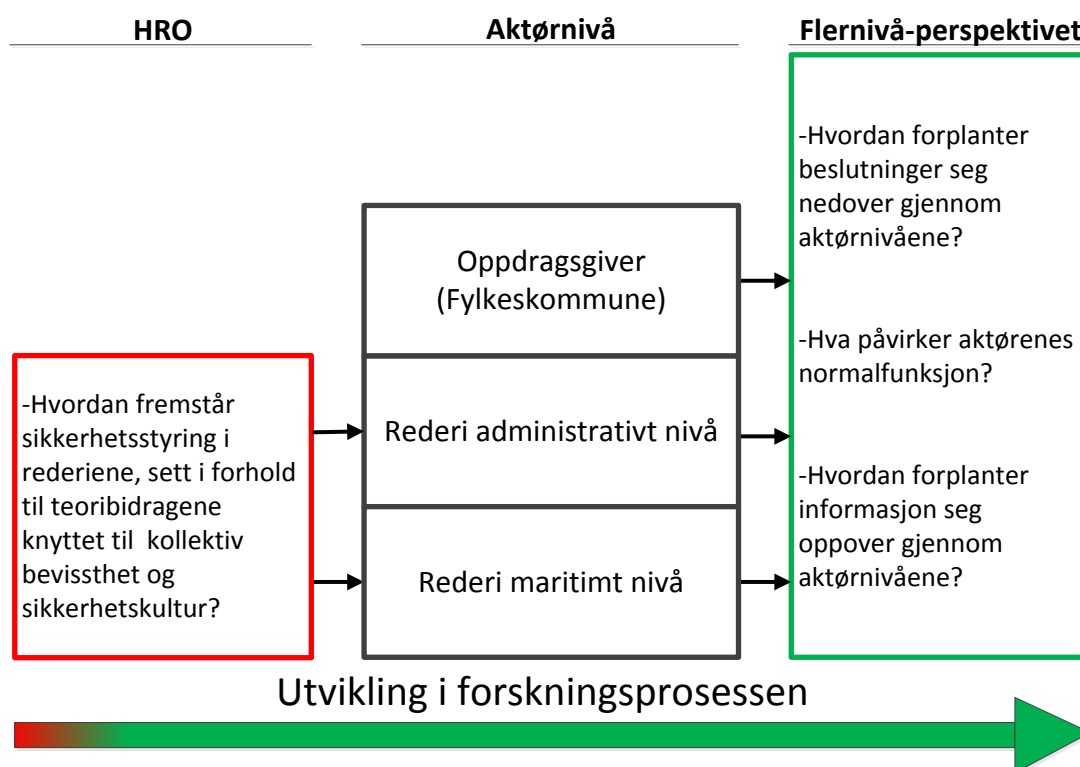 HRO
Aktørnivå
Flernivå-perspektivet
-Hvordan fremstår
sikkerhetsstyring i
rederiene, sett i forhold
til teoribidragene
knyttet til kollektiv
bevissthet og
sikkerhetskultur?
Oppdragsgiver
(Fylkeskommune)
Rederi administrativt nivå
Rederi maritimt nivå
-Hvordan forplanter
beslutninger seg
nedover gjennom
aktørnivåene?
-Hva påvirker aktørenes
normalfunksjon?
-Hvordan forplanter
informasjon seg
oppover gjennom
aktørnivåene?
Utvikling i forskningsprosessen